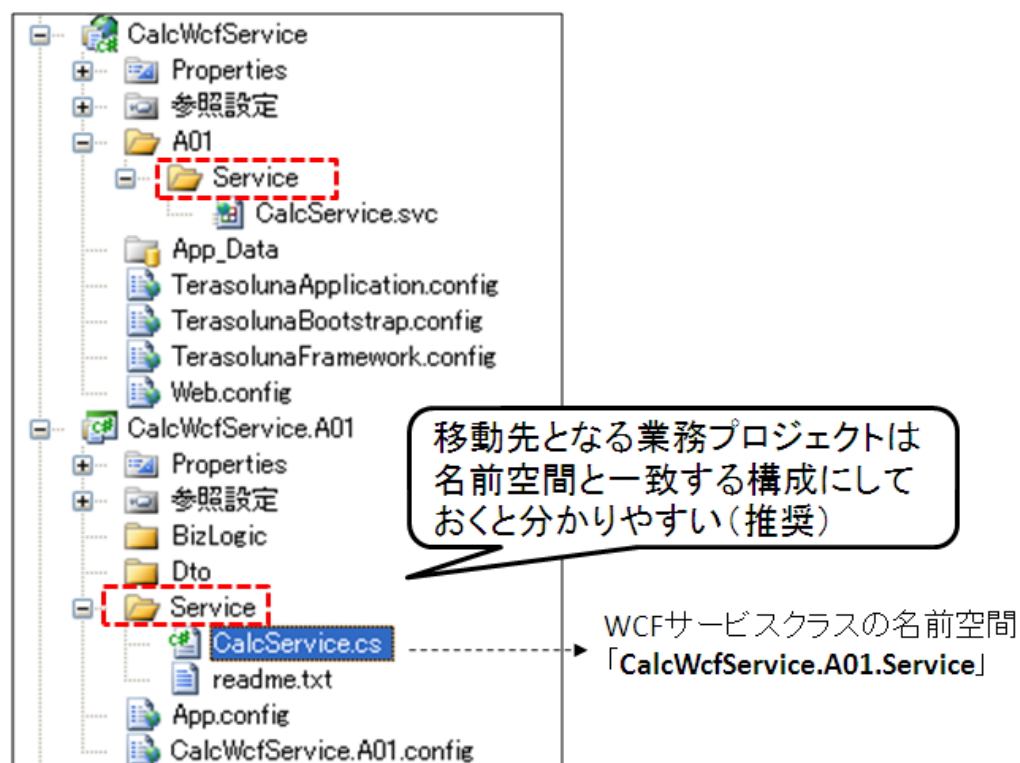 CalcWcfService
Properties
参照設定
A01
Service
CalcService.svc
App_Data
TerasolunaApplication.config
TerasolunaBootstrap.config
TerasolunaFramework.config
Web.config
CalcWcfService.A01
Properties
参照設定
BizLogic
Dto
Service
CalcService.cs
readme.txt
App.config
CalcWcfService.A01.config
移動先となる業務プロジェクトは
名前空間と一致する構成にして
おくと分かりやすい（推奨）
WCFサービスクラスの名前空間
「CalcWcfService.A01.Service」